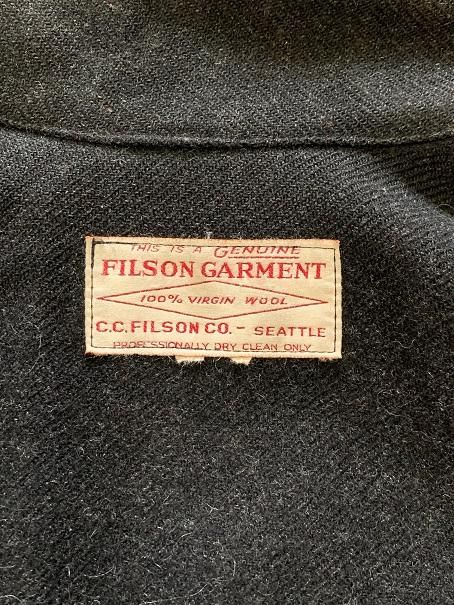 THIS IS A GENUINE
FILSON GARMENT
100% VIRGIN WOOL
C.C. FILSON CO. - SEATTLE
PROFESSIONALLY DRY CLEAN ONLY